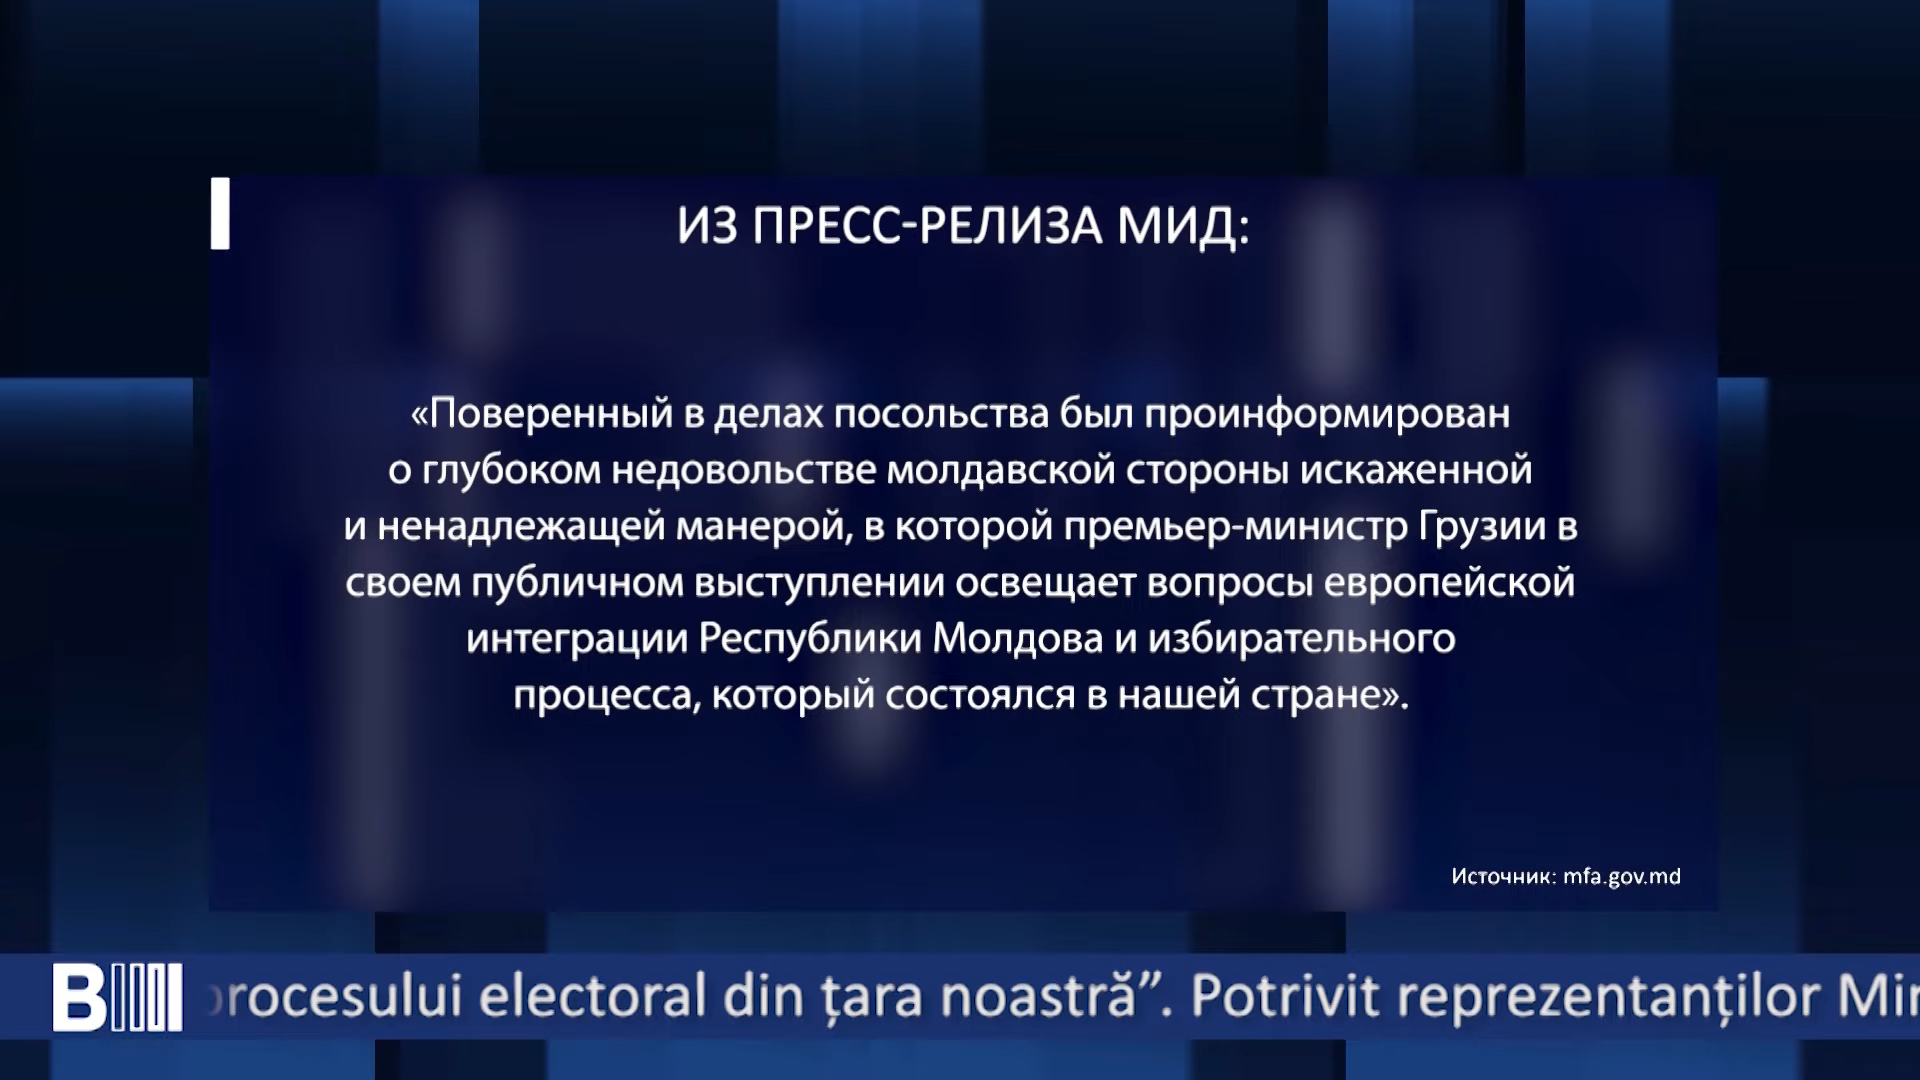 ИЗ ПРЕСС-РЕЛИЗА МИД:
«Поверенный в делах посольства был проинформирован
о глубоком недовольстве молдавской стороны искаженной
и ненадлежащей манерой, в которой премьер-министр Грузии в
своем публичном выступлении освещает вопросы европейской
интеграции Республики Молдова и избирательного
процесса, который состоялся в нашей стране».
Источник: mfa.gov.md
B procesului electoral din țara noastră”. Potrivit reprezentanților